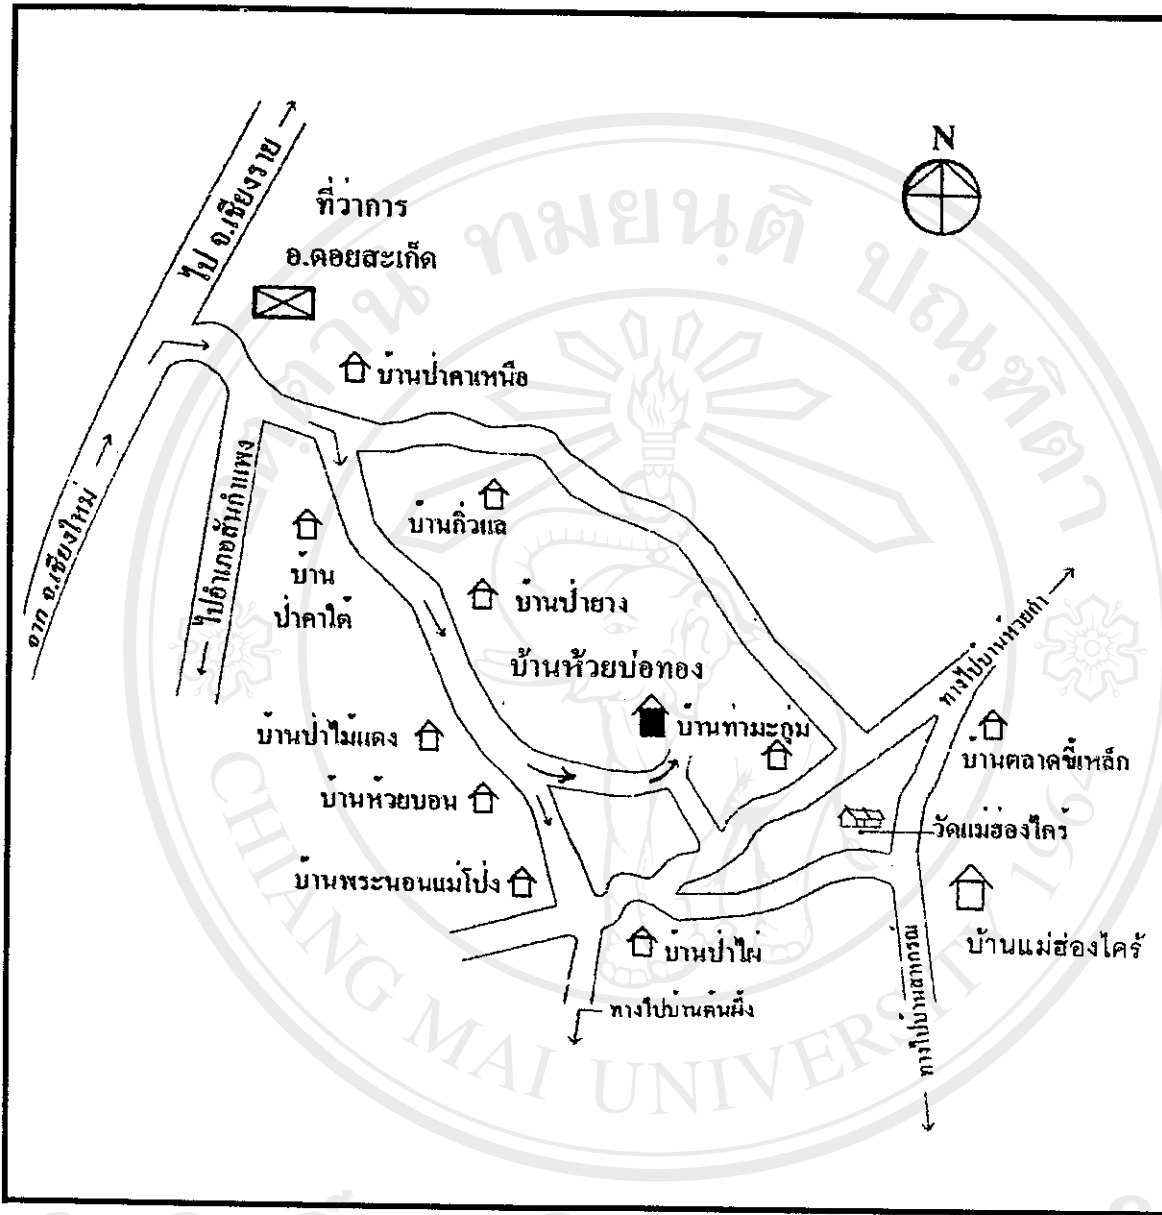 N
ไป จ.เชียงราย
ที่ว่าการ
อ.ดอยสะเก็ด
บ้านป่าคาเหนือ
จาก จ.เชียงใหม่
ไปอำเภอสันกำแพง
บ้านกิ่วแล
บ้าน
ป่าคาใต้
บ้านป่ายาง
บ้านห้วยบ่อทอง
ทางไปบ้านห้วยกำ
บ้านป่าไม้แดง
บ้านท่ามะกุ่ม
บ้านตลาดขี้เหล็ก
บ้านห้วยบอน
วัดแม่ฮ่องไคร้
บ้านพระนอนแม่โป่ง
บ้านป่าไผ่
บ้านแม่ฮ่องไคร้
ทางไปบ้านต้นผึ้ง
ทางไปบ้านสหกรณ์
CHIANG MAI UNIVERSITY 1964